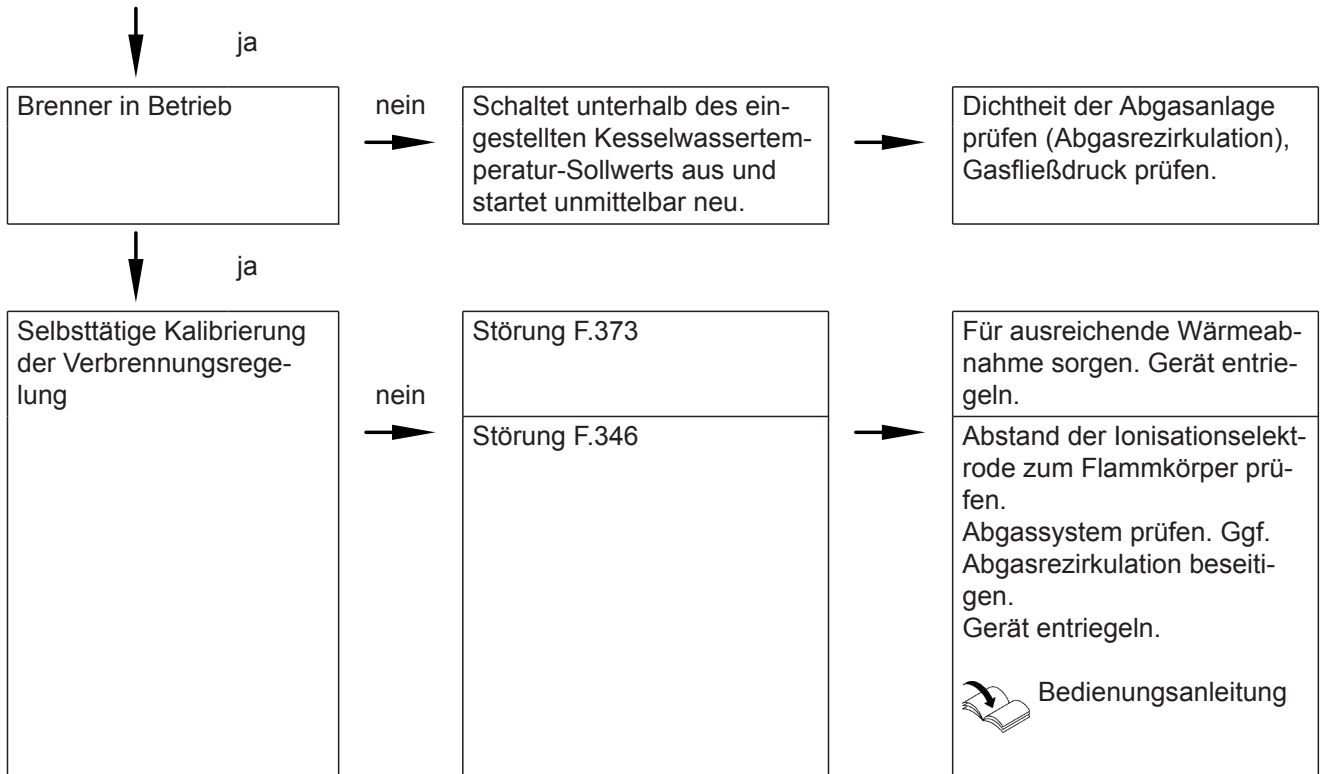 ja
Brenner in Betrieb
nein
Schaltet unterhalb des ein-
gestellten Kesselwassertem-
peratur-Sollwerts aus und
startet unmittelbar neu.
Dichtheit der Abgasanlage
prüfen (Abgasrezirkulation),
Gasfließdruck prüfen.
ja
Selbsttätige Kalibrierung
der Verbrennungsrege-
lung
nein
Störung F.373
Für ausreichende Wärmeab-
nahme sorgen. Gerät entrie-
geln.
Störung F.346
Abstand der Ionisationselekt-
rode zum Flammkörper prü-
fen.
Abgassystem prüfen. Ggf.
Abgasrezirkulation beseiti-
gen.
Gerät entriegeln.
Bedienungsanleitung